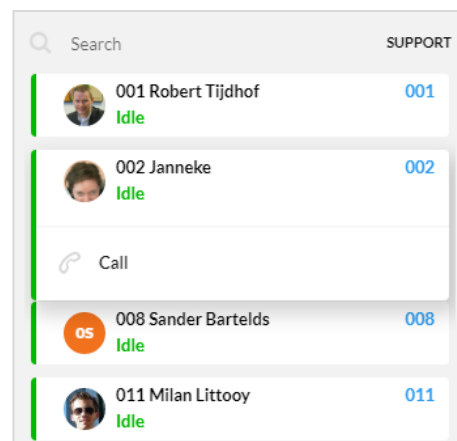 Search SUPPORT
001 Robert Tijdhof 001
Idle
002 Janneke 002
Idle
Call
008 Sander Bartelds 008
OS
Idle
011 Milan Littooy 011
Idle